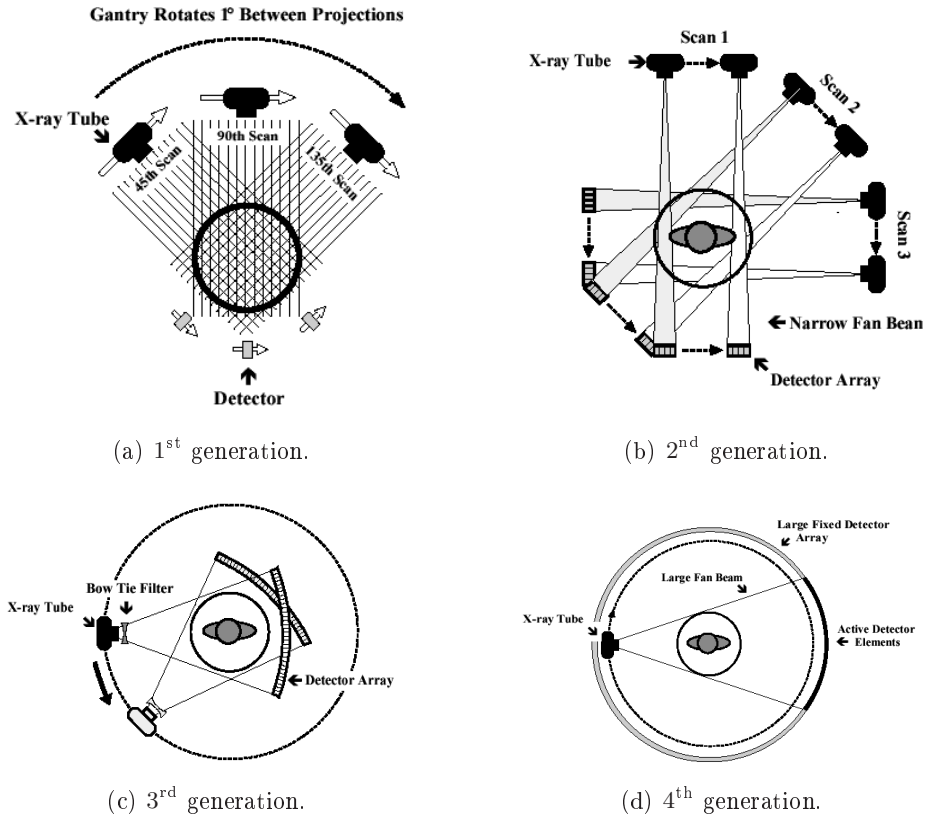 Gantry Rotates 1° Between Projections
X-ray Tube
45th Scan
90th Scan
135th Scan
Detector
(a) 1st generation.
Scan 1
X-ray Tube
Scan 2
Scan 3
Narrow Fan Bean
Detector Array
(b) 2nd generation.
Bow Tie Filter
X-ray Tube
Detector Array
(c) 3rd generation.
Large Fixed Detector
Array
Large Fan Beam
X-ray Tube
Active Detector
Elements
(d) 4th generation.